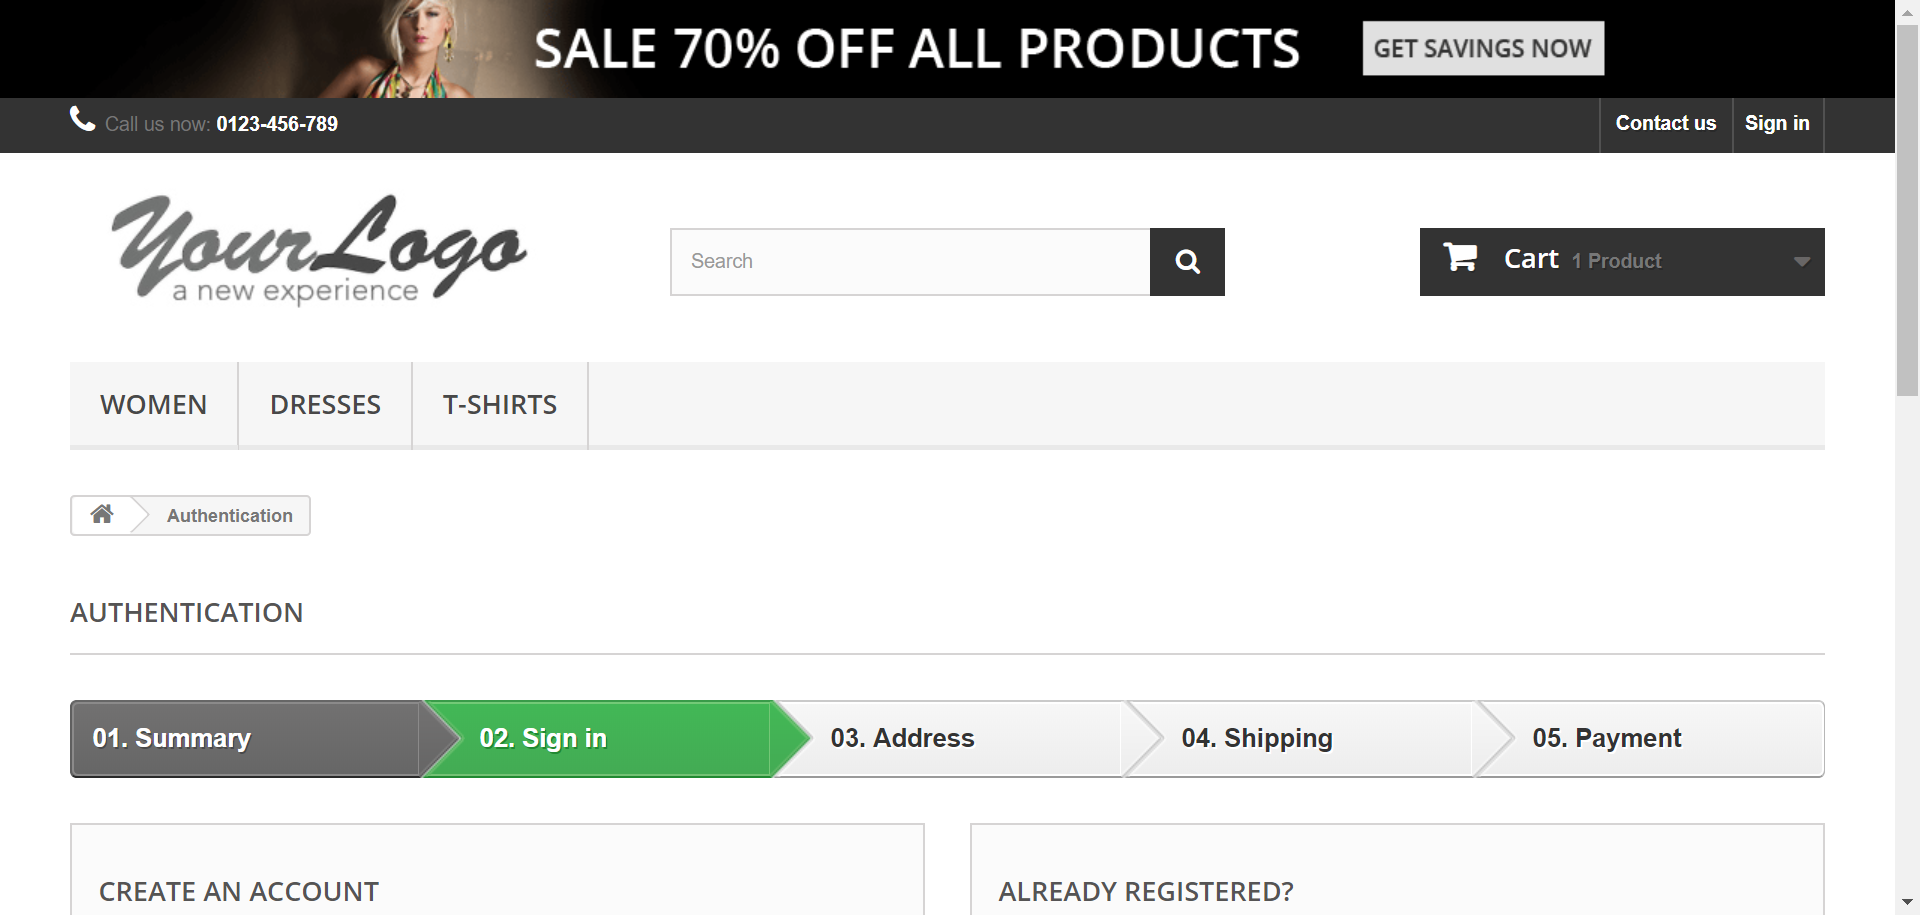 SALE 70% OFF ALL PRODUCTS
GET SAVINGS NOW
Call us now: 0123-456-789
Contact us
Sign in
YourLogo
a new experience
Search
Cart 1 Product
WOMEN
DRESSES
T-SHIRTS
Authentication
AUTHENTICATION
01. Summary
02. Sign in
03. Address
04. Shipping
05. Payment
CREATE AN ACCOUNT
ALREADY REGISTERED?